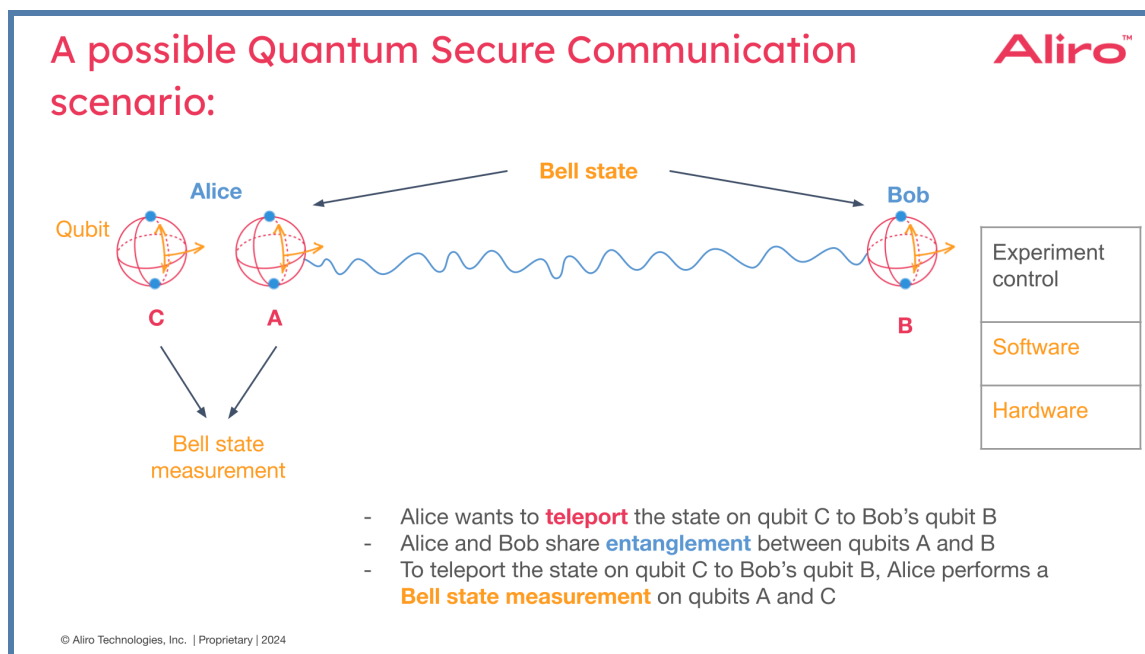 A possible Quantum Secure Communication
scenario:
Aliro™
Bell state
Alice
Bob
Qubit
C
A
B
Experiment
control
Software
Hardware
Bell state
measurement
- Alice wants to teleport the state on qubit C to Bob's qubit B
- Alice and Bob share entanglement between qubits A and B
- To teleport the state on qubit C to Bob's qubit B, Alice performs a
Bell state measurement on qubits A and C
© Aliro Technologies, Inc. | Proprietary | 2024